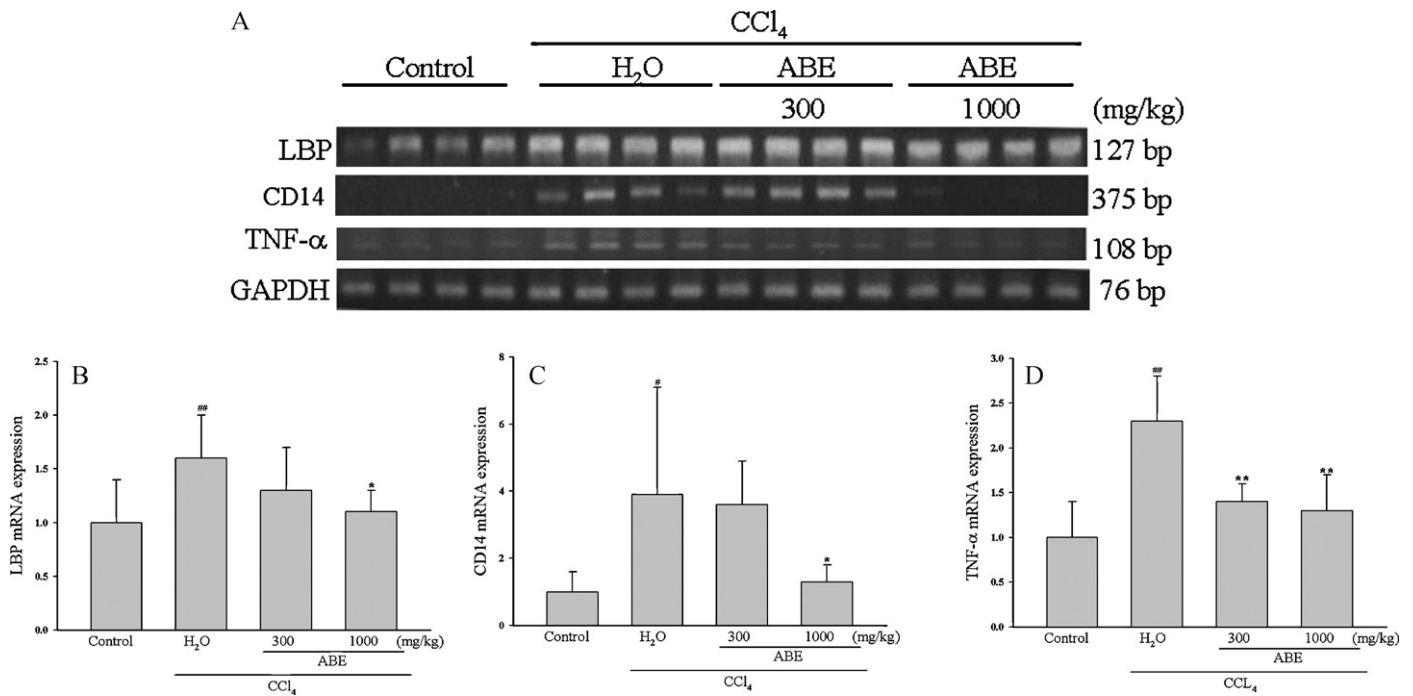 A
CCl4
Control H2O ABE ABE
300 1000 (mg/kg)
LBP 127 bp
CD14 375 bp
TNF-α 108 bp
GAPDH 76 bp
B
LBP mRNA expression
2.5
2.0
1.5
1.0
0.5
0.0
##
*
Control H2O 300 1000 (mg/kg)
ABE
CCl4
C
CD14 mRNA expression
8
6
4
2
0
#
*
Control H2O 300 1000 (mg/kg)
ABE
CCl4
D
TNF-α mRNA expression
3.0
2.5
2.0
1.5
1.0
0.5
0.0
##
**
**
Control H2O 300 1000 (mg/kg)
ABE
CCL4